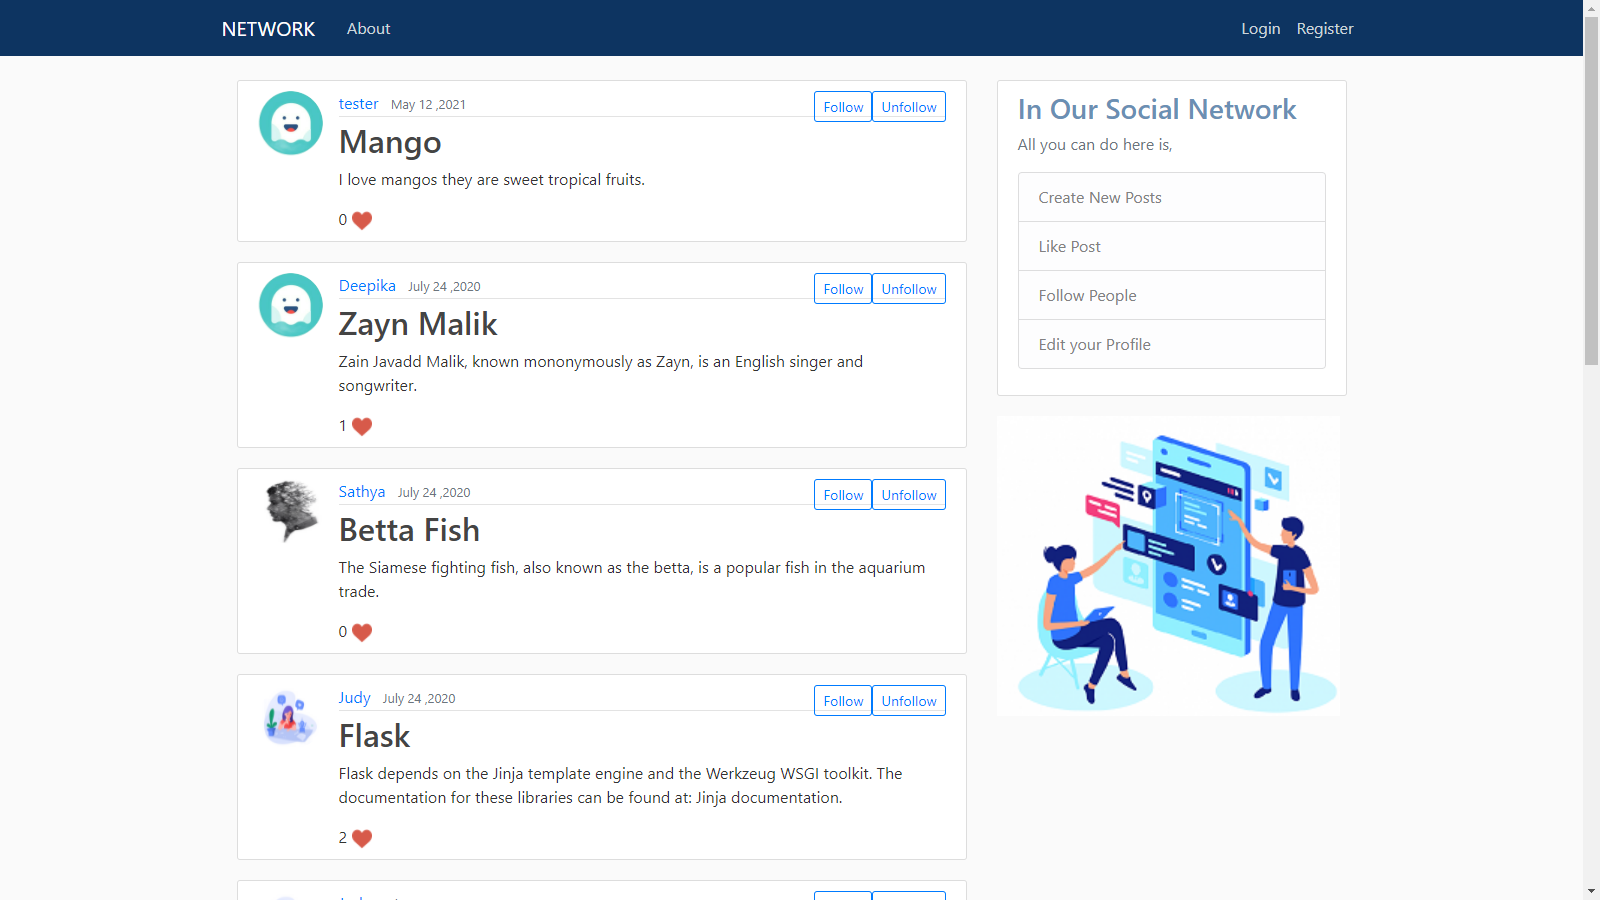 NETWORK About Login Register
tester May 12 ,2021 Follow Unfollow
Mango
I love mangos they are sweet tropical fruits.
0
Deepika July 24 ,2020 Follow Unfollow
Zayn Malik
Zain Javadd Malik, known mononymously as Zayn, is an English singer and
songwriter.
1
Sathya July 24 ,2020 Follow Unfollow
Betta Fish
The Siamese fighting fish, also known as the betta, is a popular fish in the aquarium
trade.
0
Judy July 24 ,2020 Follow Unfollow
Flask
Flask depends on the Jinja template engine and the Werkzeug WSGI toolkit. The
documentation for these libraries can be found at: Jinja documentation.
2
In Our Social Network
All you can do here is,
Create New Posts
Like Post
Follow People
Edit your Profile